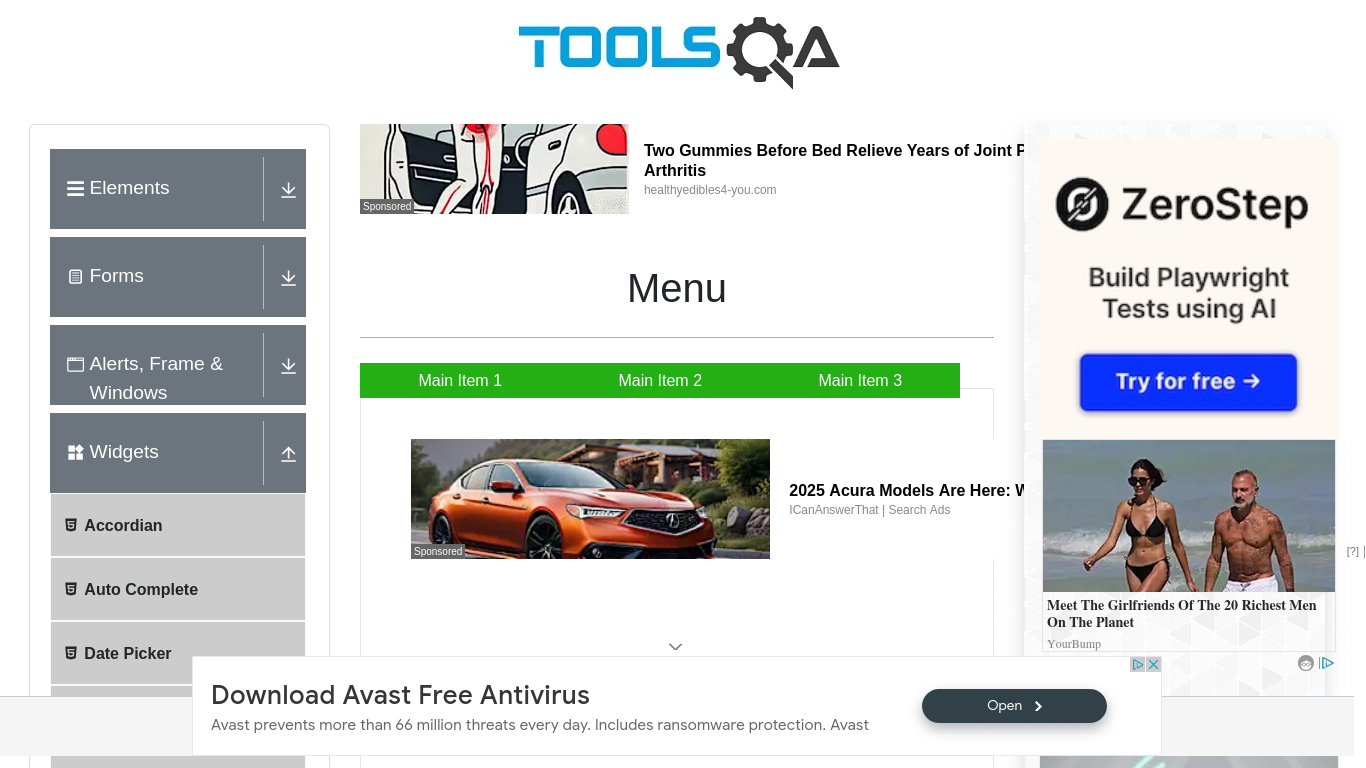 TOOLSQA
Elements
Forms
Alerts, Frame &
Windows
Widgets
Accordian
Auto Complete
Date Picker
Sponsored
Two Gummies Before Bed Relieve Years of Joint
Arthritis
healthyedibles4-you.com
Menu
Main Item 1
Main Item 2
Main Item 3
Sponsored
2025 Acura Models Are Here:
ICanAnswerThat | Search Ads
ZeroStep
Build Playwright
Tests using AI
Try for free →
[?]
Meet The Girlfriends Of The 20 Richest Men
On The Planet
YourBump
Download Avast Free Antivirus
Avast prevents more than 66 million threats every day. Includes ransomware protection. Avast
Open